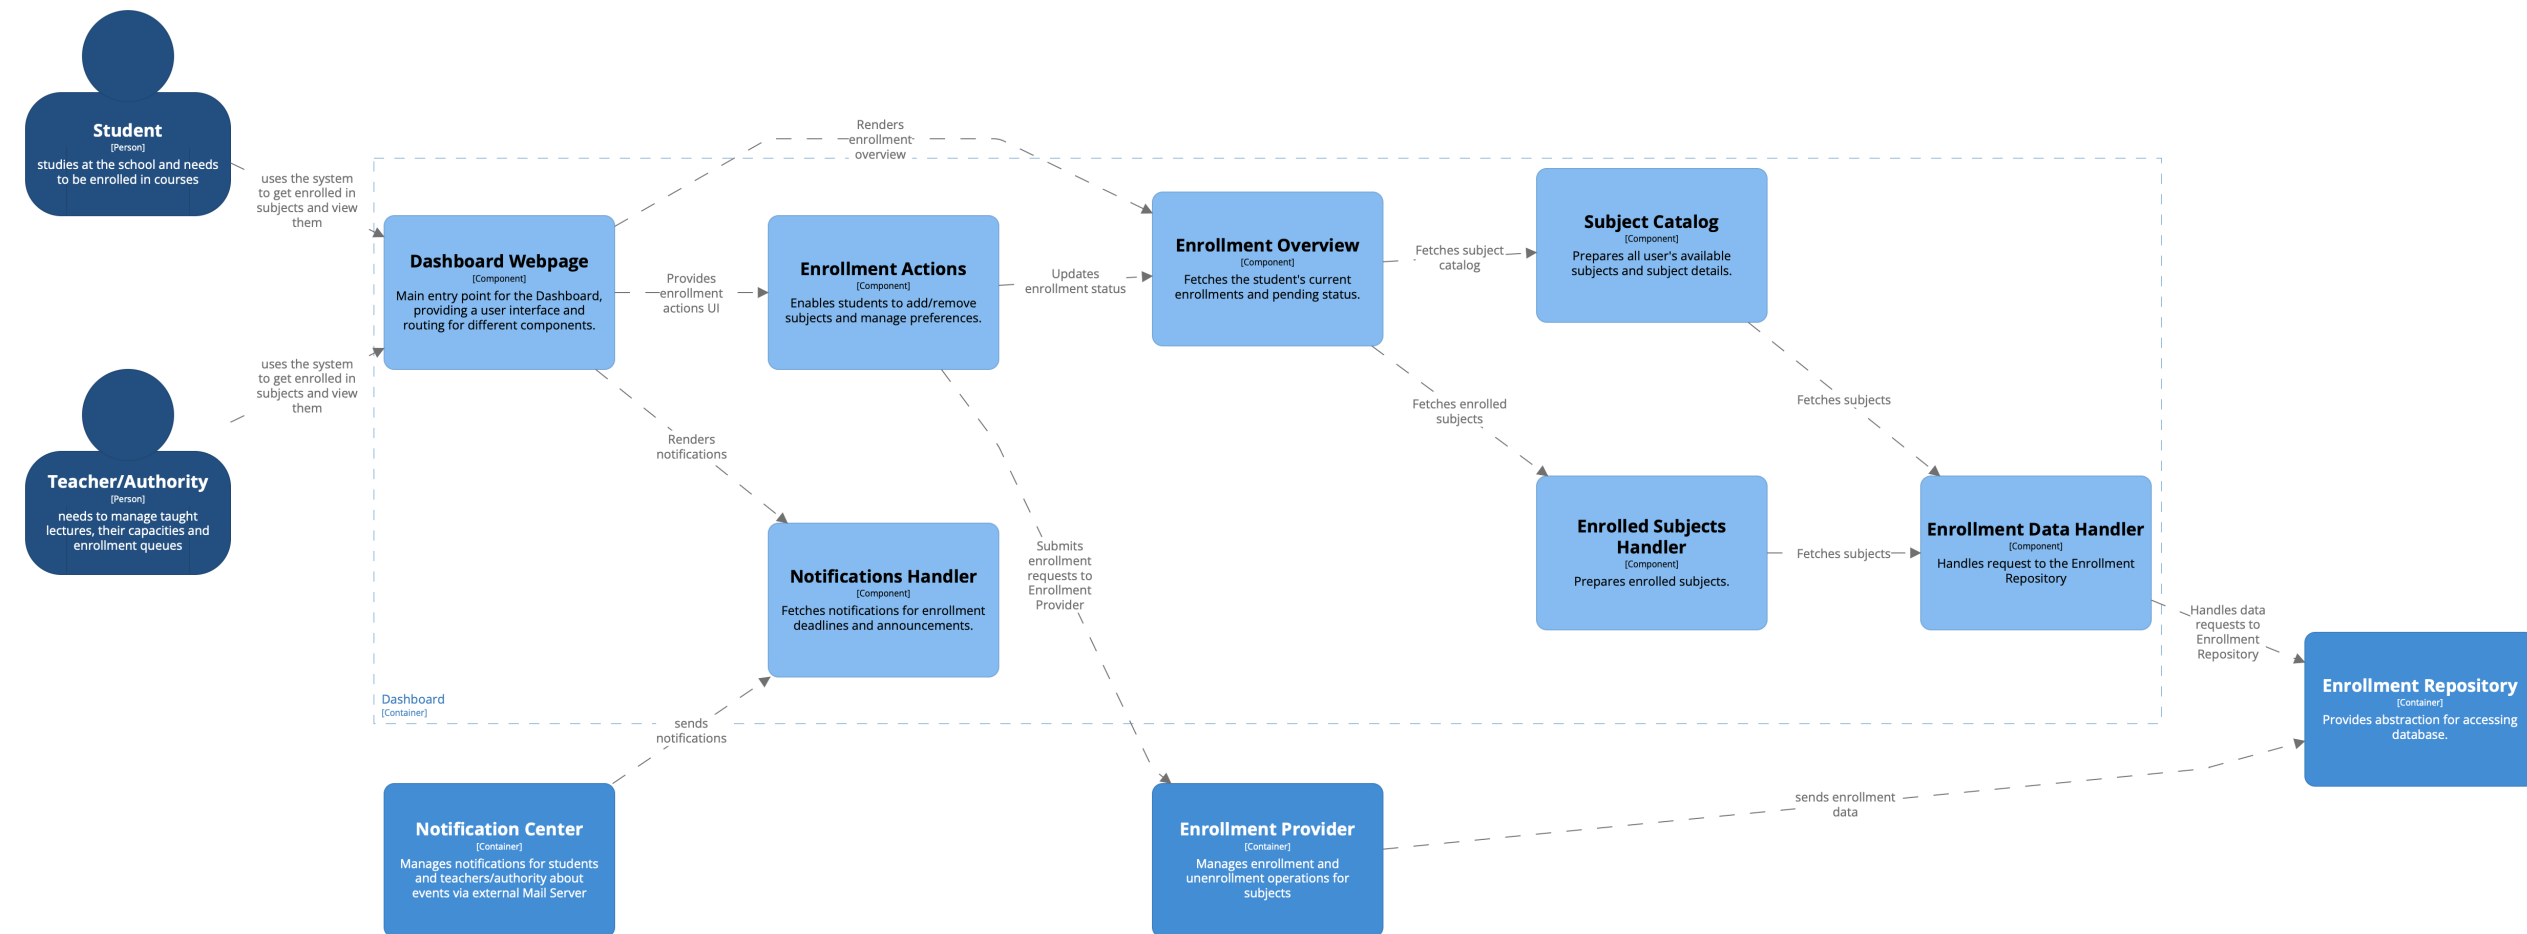 Student
[Person]
studies at the school and needs
to be enrolled in courses
uses the system
to get enrolled in
subjects and view
them
Teacher/Authority
[Person]
needs to manage taught
lectures, their capacities and
enrollment queues
uses the system
to get enrolled in
subjects and view
them
Dashboard Webpage
[Component]
Main entry point for the Dashboard,
providing a user interface and
routing for different components.
Renders
enrollment
overview
Provides
enrollment
actions UI
Renders
notifications
Enrollment Actions
[Component]
Enables students to add/remove
subjects and manage preferences.
Updates
enrollment status
Submits
enrollment
requests to
Enrollment
Provider
Enrollment Overview
[Component]
Fetches the student's current
enrollments and pending status.
Fetches subject
catalog
Fetches enrolled
subjects
Subject Catalog
[Component]
Prepares all user's available
subjects and subject details.
Fetches subjects
Notifications Handler
[Component]
Fetches notifications for enrollment
deadlines and announcements.
Enrolled Subjects
Handler
[Component]
Prepares enrolled subjects.
Fetches subjects
Enrollment Data Handler
[Component]
Handles request to the Enrollment
Repository
Handles data
requests to
Enrollment
Repository
Dashboard
[Container]
sends
notifications
Notification Center
[Container]
Manages notifications for students
and teachers/authority about
events via external Mail Server
Enrollment Provider
[Container]
Manages enrollment and
unenrollment operations for
subjects
sends enrollment
data
Enrollment Repository
[Container]
Provides abstraction for accessing
database.